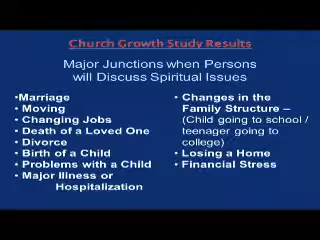 Church Growth Study Results
Major Junctions when Persons
will Discuss Spiritual Issues
•Marriage
• Moving
• Changing Jobs
• Death of a Loved One
• Divorce
• Birth of a Child
• Problems with a Child
• Major Illness or
Hospitalization
• Changes in the
Family Structure –
(Child going to school /
teenager going to
college)
• Losing a Home
• Financial Stress